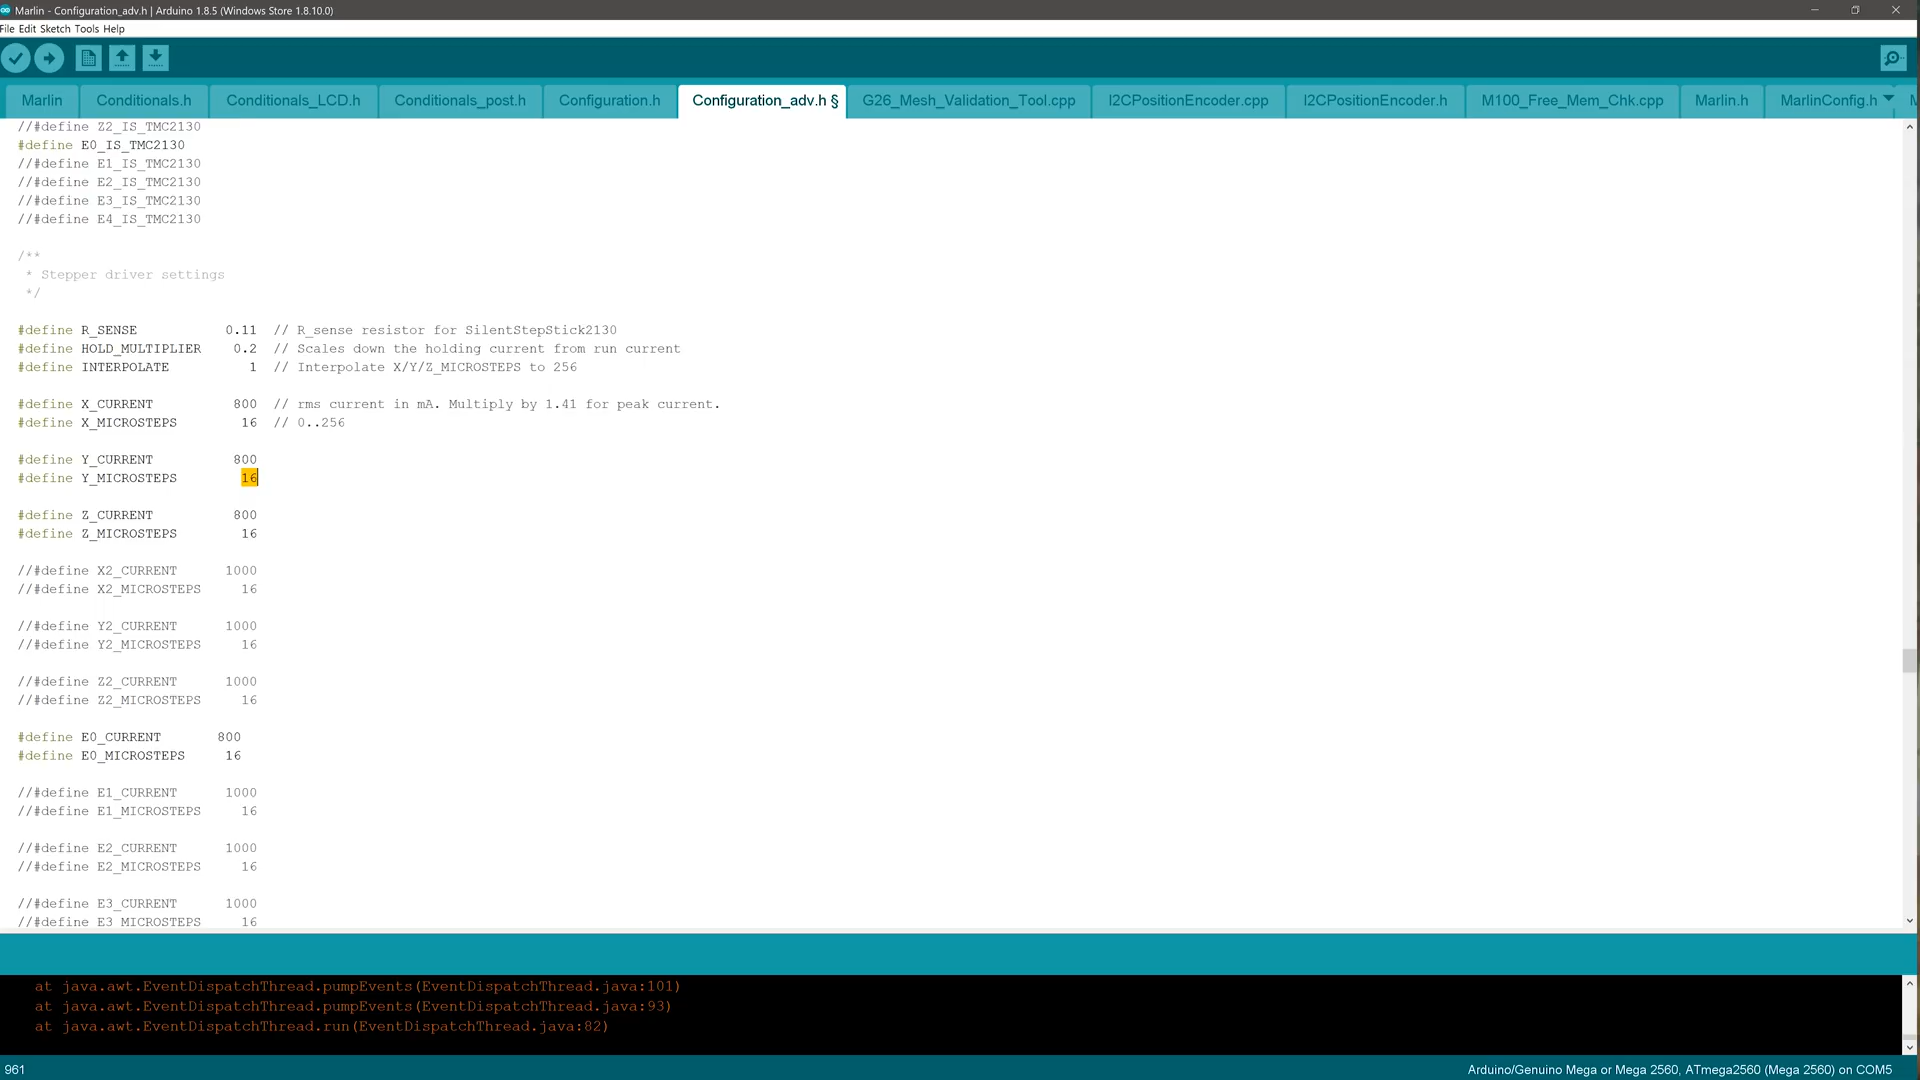 Marlin - Configuration_adv.h | Arduino 1.8.5 (Windows Store 1.8.10.0)
File Edit Sketch Tools Help
Marlin Conditionals.h Conditionals_LCD.h Conditionals_post.h Configuration.h Configuration_adv.h § G26_Mesh_Validation_Tool.cpp I2CPositionEncoder.cpp I2CPositionEncoder.h M100_Free_Mem_Chk.cpp Marlin.h MarlinConfig.h
//#define Z2_IS_TMC2130
#define E0_IS_TMC2130
//#define E1_IS_TMC2130
//#define E2_IS_TMC2130
//#define E3_IS_TMC2130
//#define E4_IS_TMC2130
/**
* Stepper driver settings
*/
#define R_SENSE 0.11 // R_sense resistor for SilentStepStick2130
#define HOLD_MULTIPLIER 0.2 // Scales down the holding current from run current
#define INTERPOLATE 1 // Interpolate X/Y/Z_MICROSTEPS to 256
#define X_CURRENT 800 // rms current in mA. Multiply by 1.41 for peak current.
#define X_MICROSTEPS 16 // 0..256
#define Y_CURRENT 800
#define Y_MICROSTEPS 16
#define Z_CURRENT 800
#define Z_MICROSTEPS 16
//#define X2_CURRENT 1000
//#define X2_MICROSTEPS 16
//#define Y2_CURRENT 1000
//#define Y2_MICROSTEPS 16
//#define Z2_CURRENT 1000
//#define Z2_MICROSTEPS 16
#define E0_CURRENT 800
#define E0_MICROSTEPS 16
//#define E1_CURRENT 1000
//#define E1_MICROSTEPS 16
//#define E2_CURRENT 1000
//#define E2_MICROSTEPS 16
//#define E3_CURRENT 1000
//#define E3_MICROSTEPS 16
at java.awt.EventDispatchThread.pumpEvents(EventDispatchThread.java:101)
at java.awt.EventDispatchThread.pumpEvents(EventDispatchThread.java:93)
at java.awt.EventDispatchThread.run(EventDispatchThread.java:82)
961 Arduino/Genuino Mega or Mega 2560, ATmega2560 (Mega 2560) on COM5